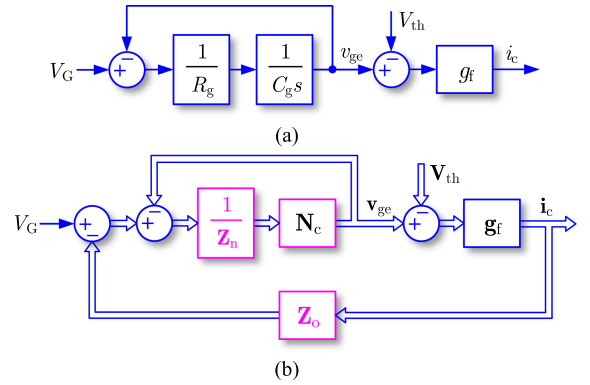 V_G + − 1/R_g 1/(C_g s) v_ge + − V_th g_f i_c
(a)
V_G + − + − 1/Z_n N_c v_ge + − V_th g_f i_c
Z_o
(b)